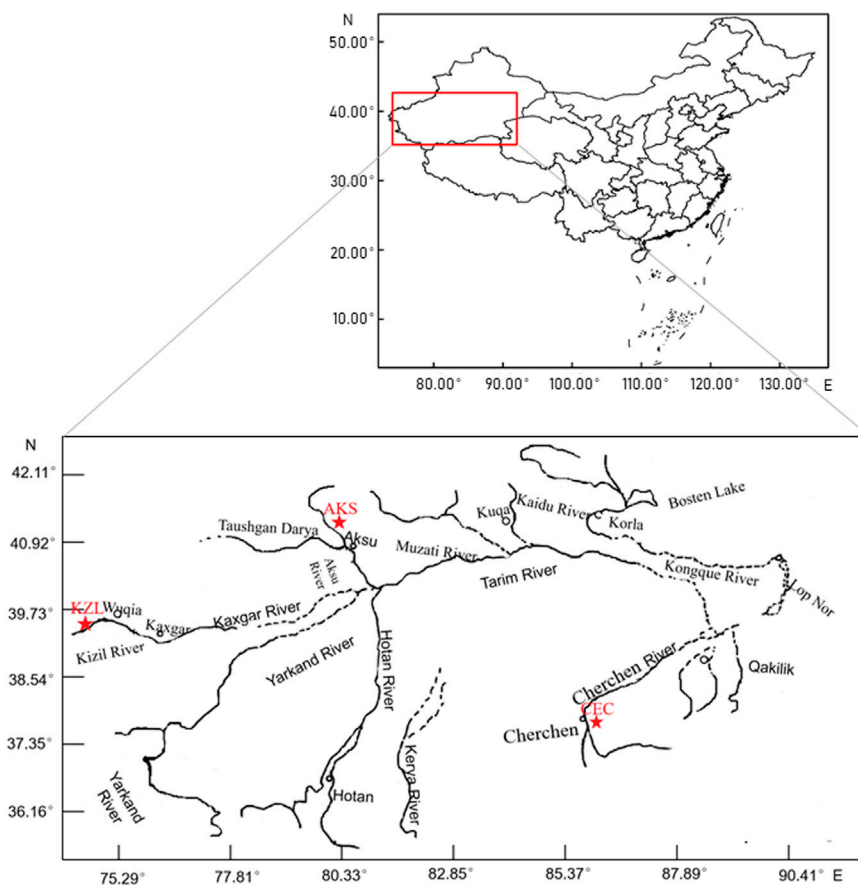 N
50.00°
40.00°
30.00°
20.00°
10.00°
80.00° 90.00° 100.00° 110.00° 120.00° 130.00° E
N
42.11°
40.92°
39.73°
38.54°
37.35°
36.16°
AKS
Taushgan Darya
Aksu
Aksu
River
Muzati River
Kuqa
Kaidu River
Bosten Lake
Korla
Kongque River
Lop Nor
Tarim River
KZL
Wuqia
Kaxgar
Kaxgar River
Kizil River
Yarkand River
Hotan River
Cherchen River
Qakilik
CEC
Cherchen
Kerya River
Yarkand
River
Hotan
75.29° 77.81° 80.33° 82.85° 85.37° 87.89° 90.41° E